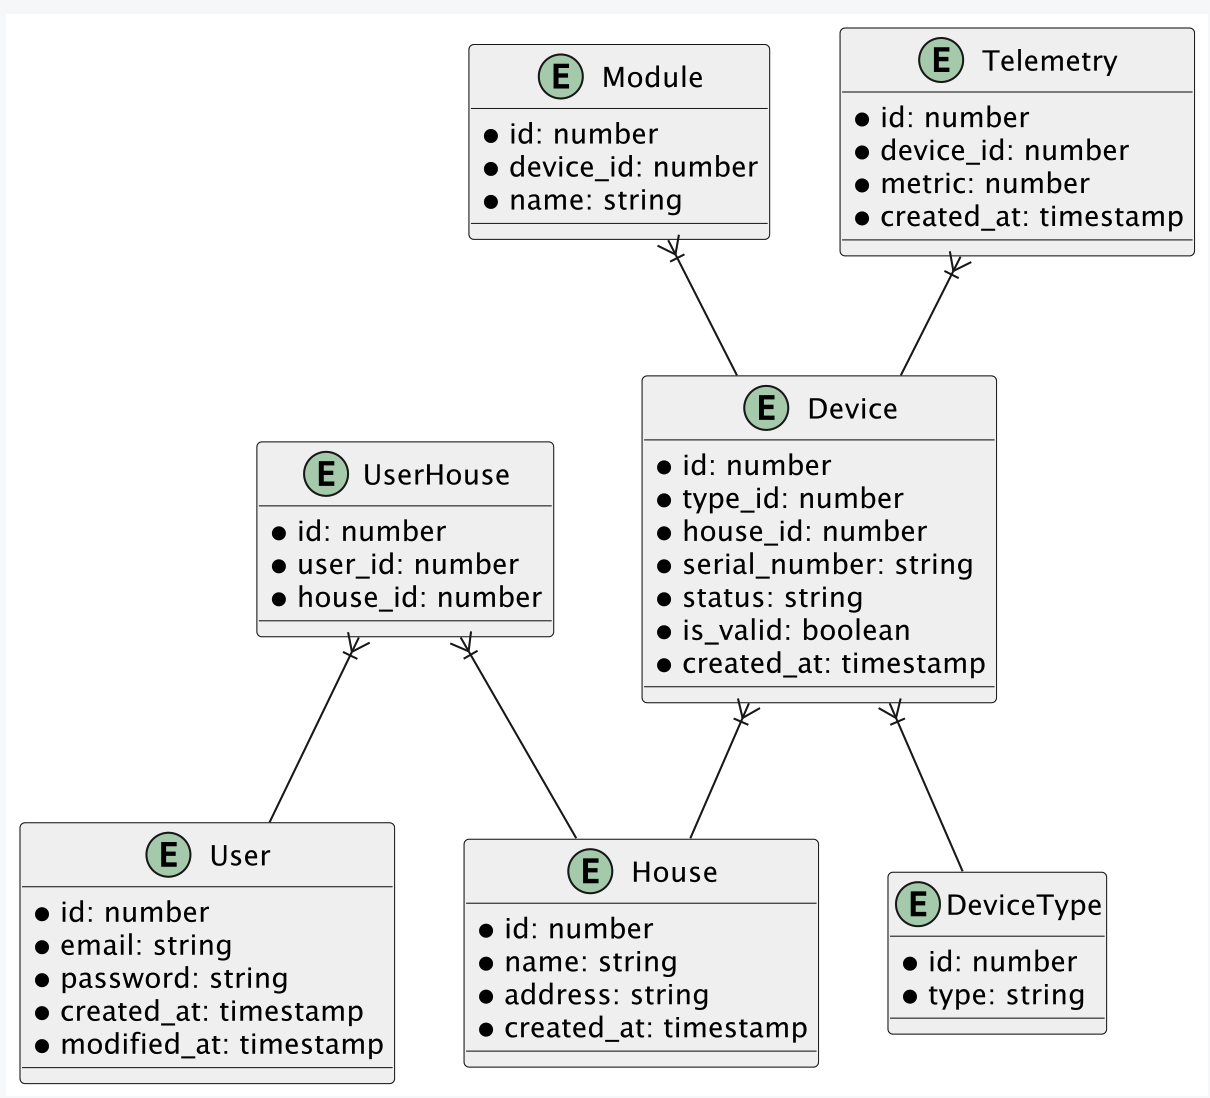 E Module
id: number
device_id: number
name: string
E Telemetry
id: number
device_id: number
metric: number
created_at: timestamp
E UserHouse
id: number
user_id: number
house_id: number
E Device
id: number
type_id: number
house_id: number
serial_number: string
status: string
is_valid: boolean
created_at: timestamp
E User
id: number
email: string
password: string
created_at: timestamp
modified_at: timestamp
E House
id: number
name: string
address: string
created_at: timestamp
E DeviceType
id: number
type: string